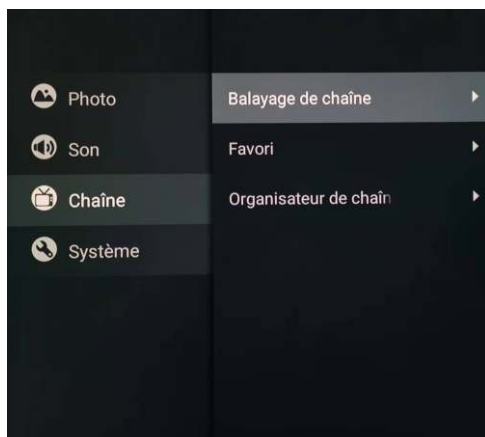 Photo
Son
Chaîne
Système
Balayage de chaîne
Favori
Organisateur de chaîn